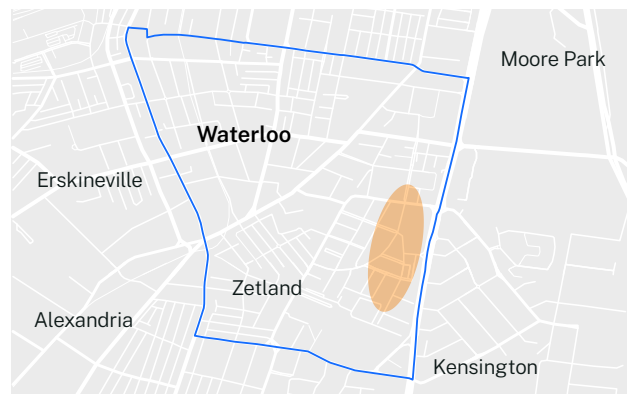 Moore Park
Waterloo
Erskineville
Zetland
Alexandria
Kensington